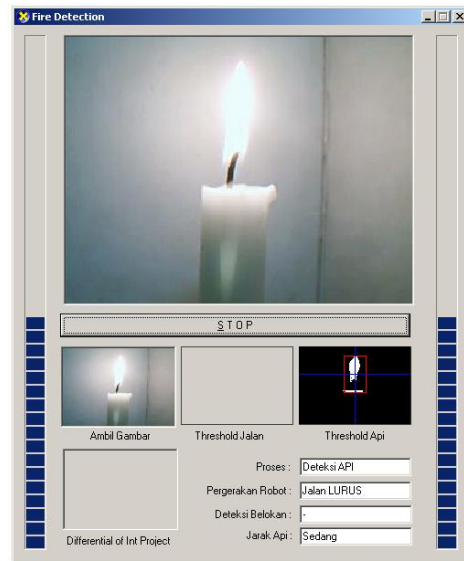 Fire Detection
STOP
Ambil Gambar
Threshold Jalan
Threshold Api
Differential of Int Project
Proses : Deteksi API
Pergerakan Robot : Jalan LURUS
Deteksi Belokan : -
Jarak Api : Sedang